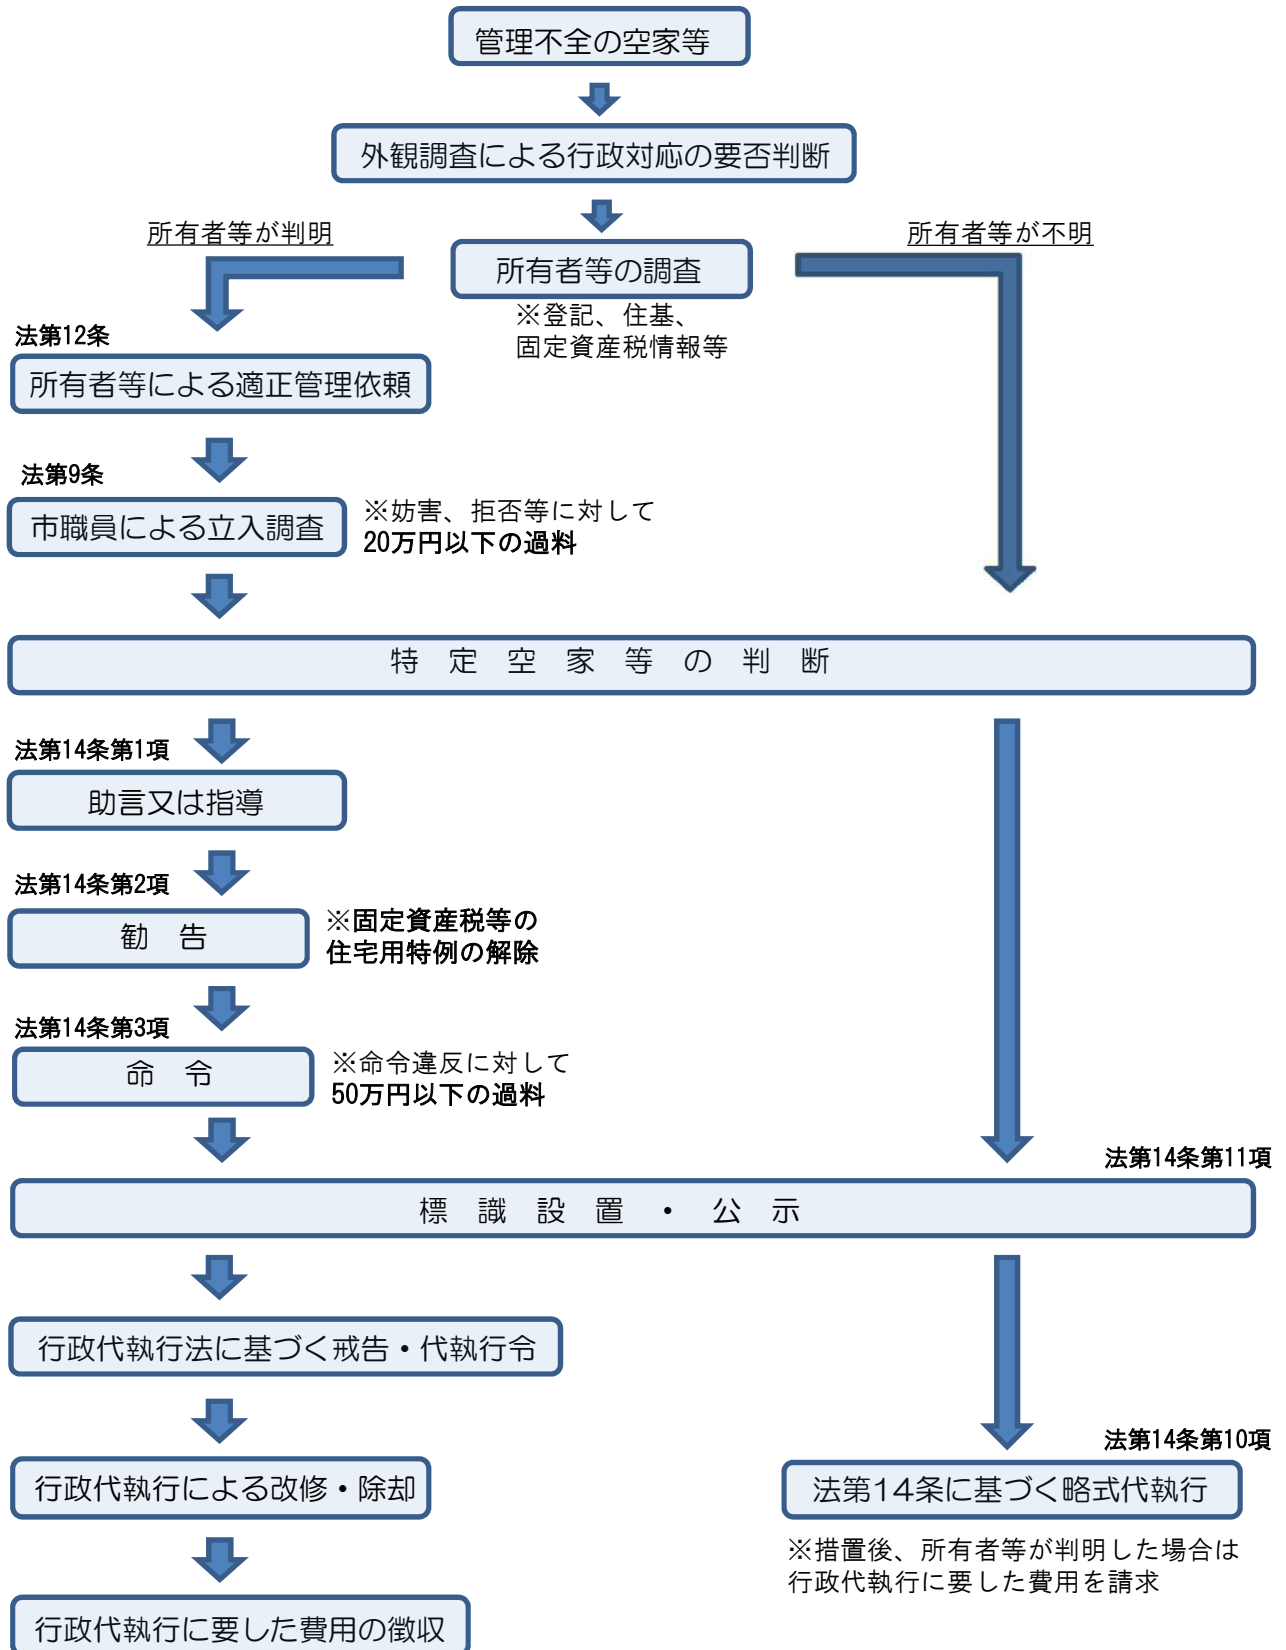 管理不全の空家等
外観調査による行政対応の要否判断
所有者等が判明
所有者等が不明
所有者等の調査
※登記、住基、
固定資産税情報等
法第12条
所有者等による適正管理依頼
法第9条
市職員による立入調査
※妨害、拒否等に対して
20万円以下の過料
特定空家等の判断
法第14条第1項
助言又は指導
法第14条第2項
勧告
※固定資産税等の
住宅用特例の解除
法第14条第3項
命令
※命令違反に対して
50万円以下の過料
法第14条第11項
標識設置・公示
行政代執行法に基づく戒告・代執行令
行政代執行による改修・除却
法第14条第10項
法第14条に基づく略式代執行
※措置後、所有者等が判明した場合は
行政代執行に要した費用を請求
行政代執行に要した費用の徴収